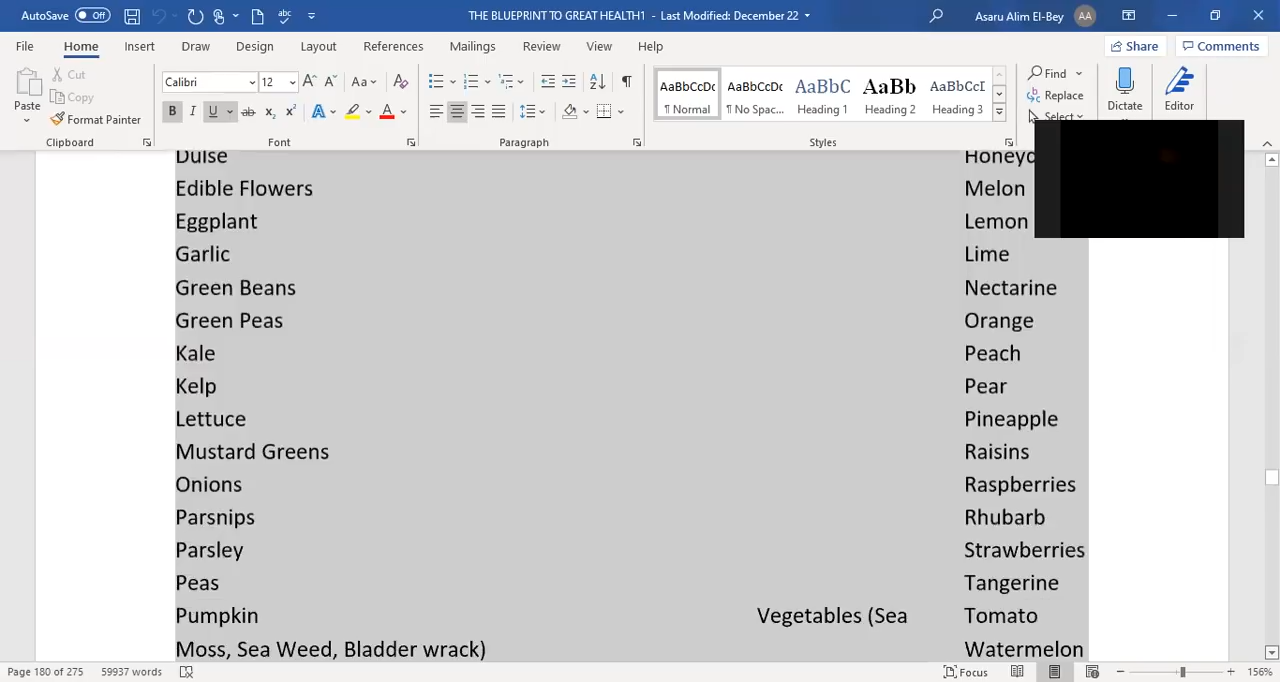 AutoSave Off THE BLUEPRINT TO GREAT HEALTH1 - Last Modified: December 22 Asaru Alim El-Bey AA
File Home Insert Draw Design Layout References Mailings Review View Help Share Comments
Paste
Cut
Copy
Format Painter
Calibri 12
AaBbCcDc AaBbCcDc AaBbC AaBb AaBbCcI
¶ Normal ¶ No Spac... Heading 1 Heading 2 Heading 3
Find
Replace
Select
Dictate
Editor
Clipboard Font Paragraph Styles
Dulse
Edible Flowers Melon
Eggplant Lemon
Garlic Lime
Green Beans Nectarine
Green Peas Orange
Kale Peach
Kelp Pear
Lettuce Pineapple
Mustard Greens Raisins
Onions Raspberries
Parsnips Rhubarb
Parsley Strawberries
Peas Tangerine
Pumpkin Vegetables (Sea Tomato
Moss, Sea Weed, Bladder wrack) Watermelon
Page 180 of 275 59937 words Focus 156%